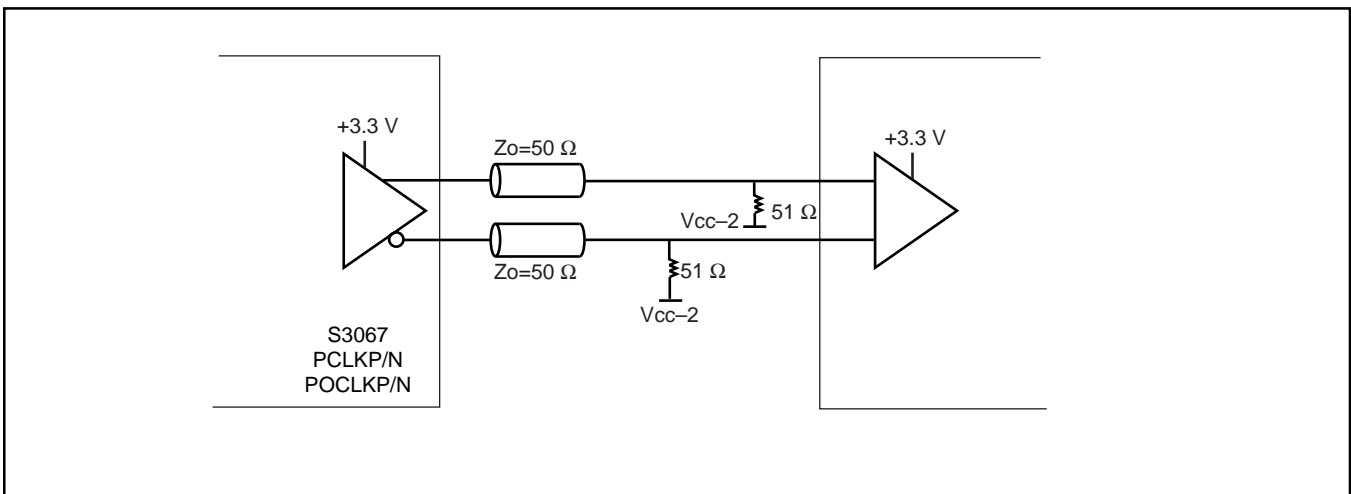 +3.3 V
+3.3 V
Zo=50 Ω
51 Ω
Vcc–2
Zo=50 Ω
51 Ω
Vcc–2
S3067
PCLKP/N
POCLKP/N